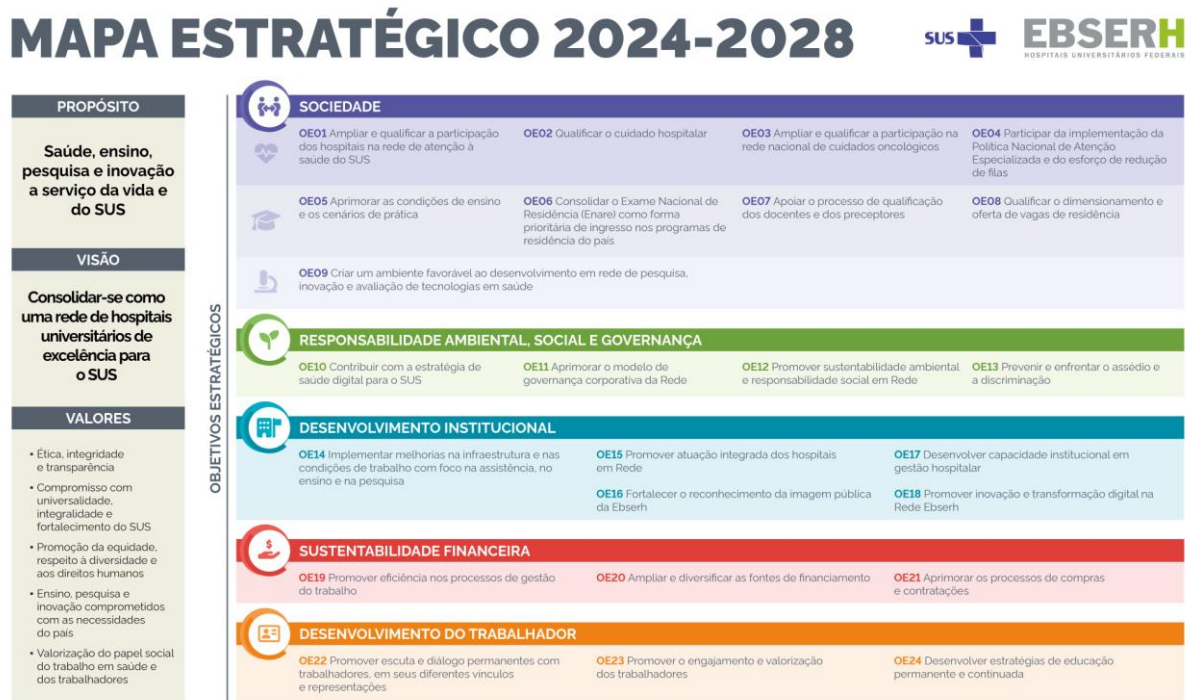 MAPA ESTRATÉGICO 2024-2028
SUS
EBSERH
HOSPITAIS UNIVERSITÁRIOS FEDERAIS
PROPÓSITO
Saúde, ensino,
pesquisa e inovação
a serviço da vida e
do SUS
VISÃO
Consolidar-se como
uma rede de hospitais
universitários de
excelência para
o SUS
VALORES
• Ética, integridade
e transparência
• Compromisso com
universalidade,
integralidade e
fortalecimento do SUS
• Promoção da equidade,
respeito à diversidade e
aos direitos humanos
• Ensino, pesquisa e
inovação comprometidos
com as necessidades
do país
• Valorização do papel social
do trabalho em saúde e
dos trabalhadores
OBJETIVOS ESTRATÉGICOS
SOCIEDADE
OE01 Ampliar e qualificar a participação
dos hospitais na rede de atenção à
saúde do SUS
OE02 Qualificar o cuidado hospitalar
OE03 Ampliar e qualificar a participação na
rede nacional de cuidados oncológicos
OE04 Participar da implementação da
Política Nacional de Atenção
Especializada e do esforço de redução
de filas
OE05 Aprimorar as condições de ensino
e os cenários de prática
OE06 Consolidar o Exame Nacional de
Residência (Enare) como forma
prioritária de ingresso nos programas de
residência do país
OE07 Apoiar o processo de qualificação
dos docentes e dos preceptores
OE08 Qualificar o dimensionamento e
oferta de vagas de residência
OE09 Criar um ambiente favorável ao desenvolvimento em rede de pesquisa,
inovação e avaliação de tecnologias em saúde
RESPONSABILIDADE AMBIENTAL, SOCIAL E GOVERNANÇA
OE10 Contribuir com a estratégia de
saúde digital para o SUS
OE11 Aprimorar o modelo de
governança corporativa da Rede
OE12 Promover sustentabilidade ambiental
e responsabilidade social em Rede
OE13 Prevenir e enfrentar o assédio e
a discriminação
DESENVOLVIMENTO INSTITUCIONAL
OE14 Implementar melhorias na infraestrutura e nas
condições de trabalho com foco na assistência, no
ensino e na pesquisa
OE15 Promover atuação integrada dos hospitais
em Rede
OE16 Fortalecer o reconhecimento da imagem pública
da Ebserh
OE17 Desenvolver capacidade institucional em
gestão hospitalar
OE18 Promover inovação e transformação digital na
Rede Ebserh
SUSTENTABILIDADE FINANCEIRA
OE19 Promover eficiência nos processos de gestão
do trabalho
OE20 Ampliar e diversificar as fontes de financiamento
OE21 Aprimorar os processos de compras
e contratações
DESENVOLVIMENTO DO TRABALHADOR
OE22 Promover escuta e diálogo permanentes com
trabalhadores, em seus diferentes vínculos
e representações
OE23 Promover o engajamento e valorização
dos trabalhadores
OE24 Desenvolver estratégias de educação
permanente e continuada